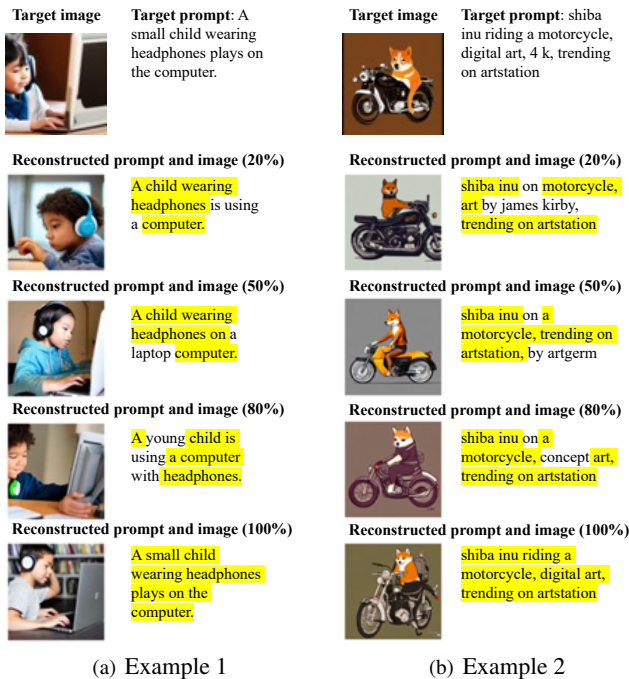 Target image
Target prompt: A
small child wearing
headphones plays on
the computer.
Reconstructed prompt and image (20%)
A child wearing
headphones is using
a computer.
Reconstructed prompt and image (50%)
A child wearing
headphones on a
laptop computer.
Reconstructed prompt and image (80%)
A young child is
using a computer
with headphones.
Reconstructed prompt and image (100%)
A small child
wearing headphones
plays on the
computer.
(a) Example 1
Target image
Target prompt: shiba
inu riding a motorcycle,
digital art, 4 k, trending
on artstation
Reconstructed prompt and image (20%)
shiba inu on motorcycle,
art by james kirby,
trending on artstation
Reconstructed prompt and image (50%)
shiba inu on a
motorcycle, trending on
artstation, by artgerm
Reconstructed prompt and image (80%)
shiba inu on a
motorcycle, concept art,
trending on artstation
Reconstructed prompt and image (100%)
shiba inu riding a
motorcycle, digital art,
trending on artstation
(b) Example 2